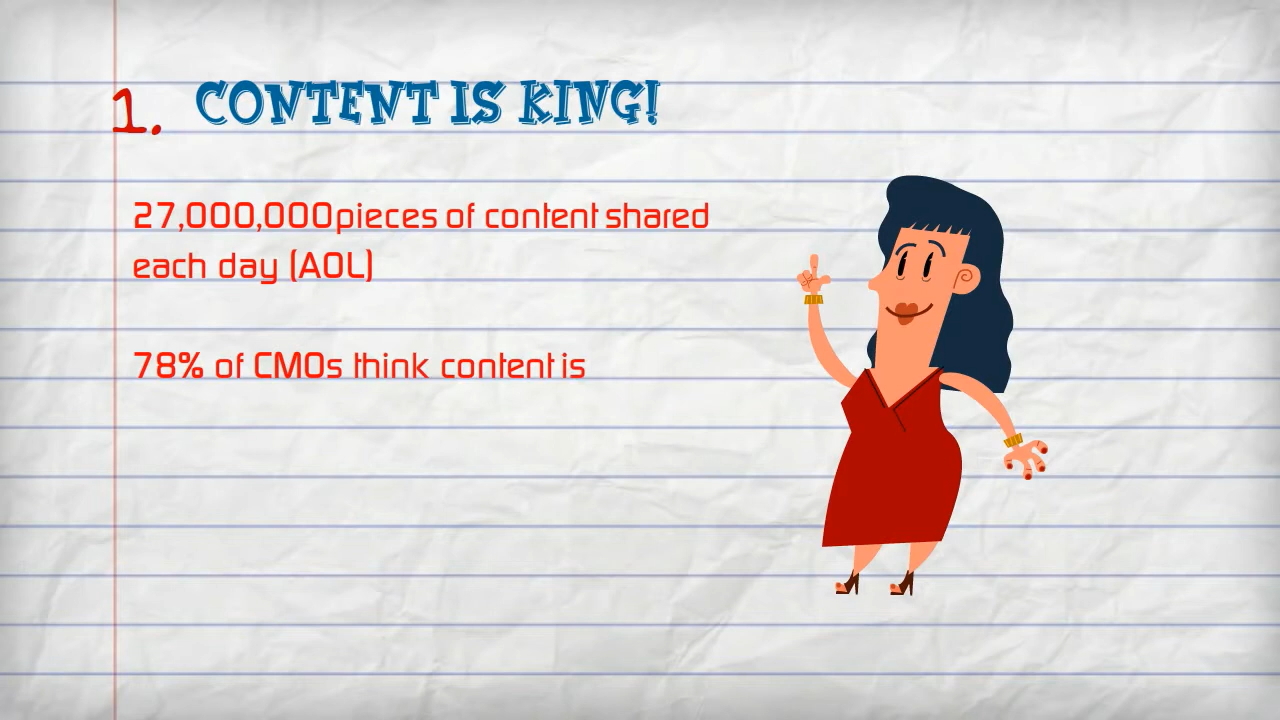 1. CONTENT IS KING!
27,000,000pieces of content shared
each day (AOL)
78% of CMOs think content is